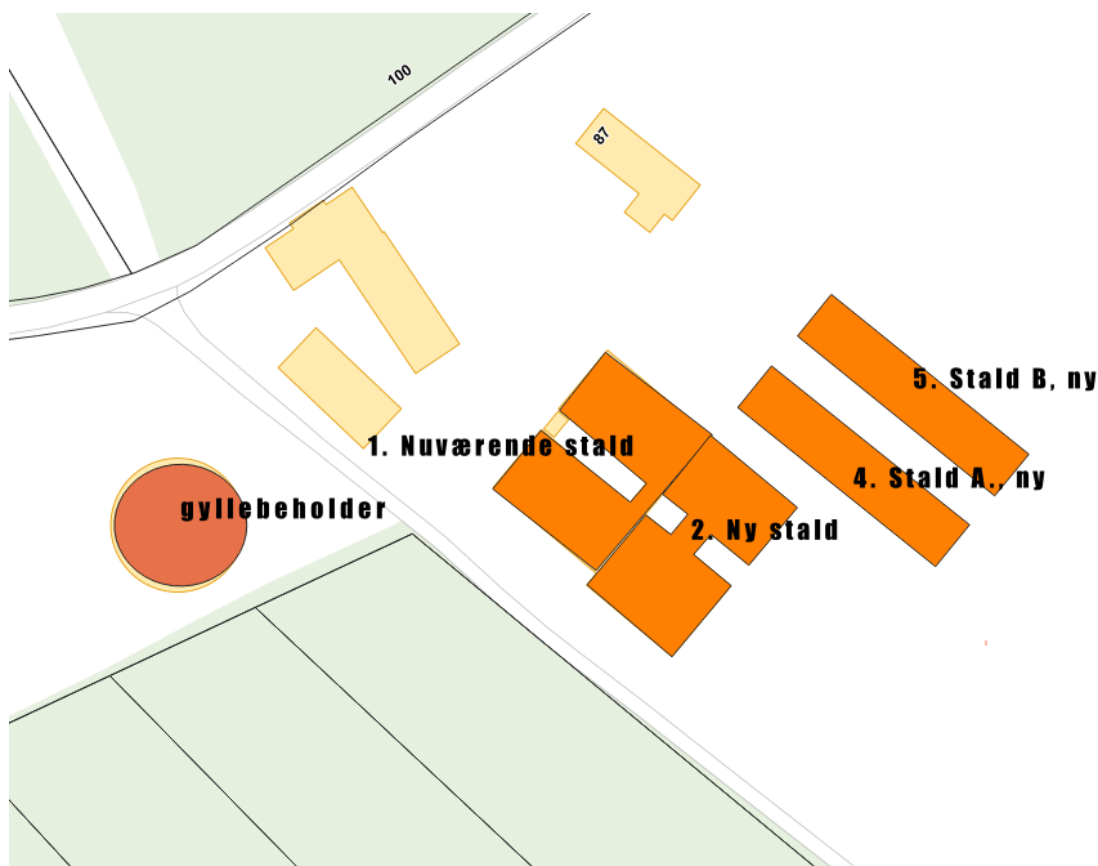 100
87
5. Stald B, ny
1. Nuværende stald
4. Stald A., ny
gyllebeholder
2. Ny stald